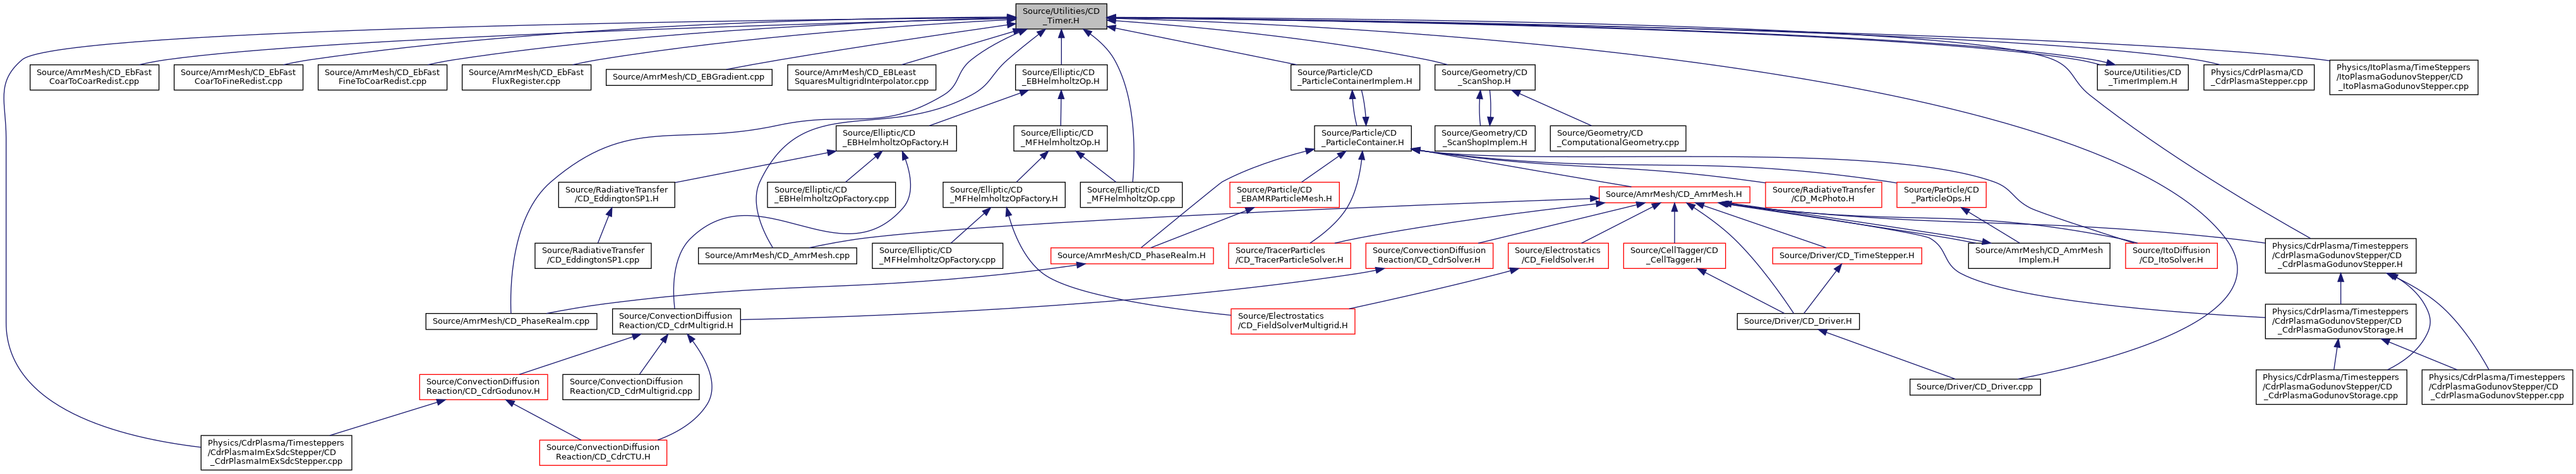 Source/Utilities/CD
_Timer.H
Source/AmrMesh/CD_EbFast
CoarToCoarRedist.cpp
Source/AmrMesh/CD_EbFast
CoarToFineRedist.cpp
Source/AmrMesh/CD_EbFast
FineToCoarRedist.cpp
Source/AmrMesh/CD_EbFast
FluxRegister.cpp
Source/AmrMesh/CD_EBGradient.cpp
Source/AmrMesh/CD_EBLeast
SquaresMultigridInterpolator.cpp
Source/Elliptic/CD
_EBHelmholtzOp.H
Source/Particle/CD
_ParticleContainerImplem.H
Source/Geometry/CD
_ScanShop.H
Source/Utilities/CD
_TimerImplem.H
Physics/CdrPlasma/CD
_CdrPlasmaStepper.cpp
Physics/ItoPlasma/TimeSteppers
/ItoPlasmaGodunovStepper/CD
_ItoPlasmaGodunovStepper.cpp
Source/Elliptic/CD
_EBHelmholtzOpFactory.H
Source/Elliptic/CD
_MFHelmholtzOp.H
Source/Particle/CD
_ParticleContainer.H
Source/Geometry/CD
_ScanShopImplem.H
Source/Geometry/CD
_ComputationalGeometry.cpp
Source/RadiativeTransfer
/CD_EddingtonSP1.H
Source/Elliptic/CD
_EBHelmholtzOpFactory.cpp
Source/Elliptic/CD
_MFHelmholtzOpFactory.H
Source/Elliptic/CD
_MFHelmholtzOp.cpp
Source/Particle/CD
_EBAMRParticleMesh.H
Source/AmrMesh/CD_AmrMesh.H
Source/RadiativeTransfer
/CD_McPhoto.H
Source/Particle/CD
_ParticleOps.H
Source/RadiativeTransfer
/CD_EddingtonSP1.cpp
Source/AmrMesh/CD_AmrMesh.cpp
Source/Elliptic/CD
_MFHelmholtzOpFactory.cpp
Source/AmrMesh/CD_PhaseRealm.H
Source/TracerParticles
/CD_TracerParticleSolver.H
Source/ConvectionDiffusion
Reaction/CD_CdrSolver.H
Source/Electrostatics
/CD_FieldSolver.H
Source/CellTagger/CD
_CellTagger.H
Source/Driver/CD_TimeStepper.H
Source/AmrMesh/CD_AmrMesh
Implem.H
Source/ItoDiffusion
/CD_ItoSolver.H
Physics/CdrPlasma/Timesteppers
/CdrPlasmaGodunovStepper/CD
_CdrPlasmaGodunovStepper.H
Source/AmrMesh/CD_PhaseRealm.cpp
Source/ConvectionDiffusion
Reaction/CD_CdrMultigrid.H
Source/Electrostatics
/CD_FieldSolverMultigrid.H
Source/Driver/CD_Driver.H
Physics/CdrPlasma/Timesteppers
/CdrPlasmaGodunovStepper/CD
_CdrPlasmaGodunovStorage.H
Source/ConvectionDiffusion
Reaction/CD_CdrGodunov.H
Source/ConvectionDiffusion
Reaction/CD_CdrMultigrid.cpp
Source/Driver/CD_Driver.cpp
Physics/CdrPlasma/Timesteppers
/CdrPlasmaGodunovStepper/CD
_CdrPlasmaGodunovStorage.cpp
Physics/CdrPlasma/Timesteppers
/CdrPlasmaGodunovStepper/CD
_CdrPlasmaGodunovStepper.cpp
Physics/CdrPlasma/Timesteppers
/CdrPlasmaImExSdcStepper/CD
_CdrPlasmaImExSdcStepper.cpp
Source/ConvectionDiffusion
Reaction/CD_CdrCTU.H